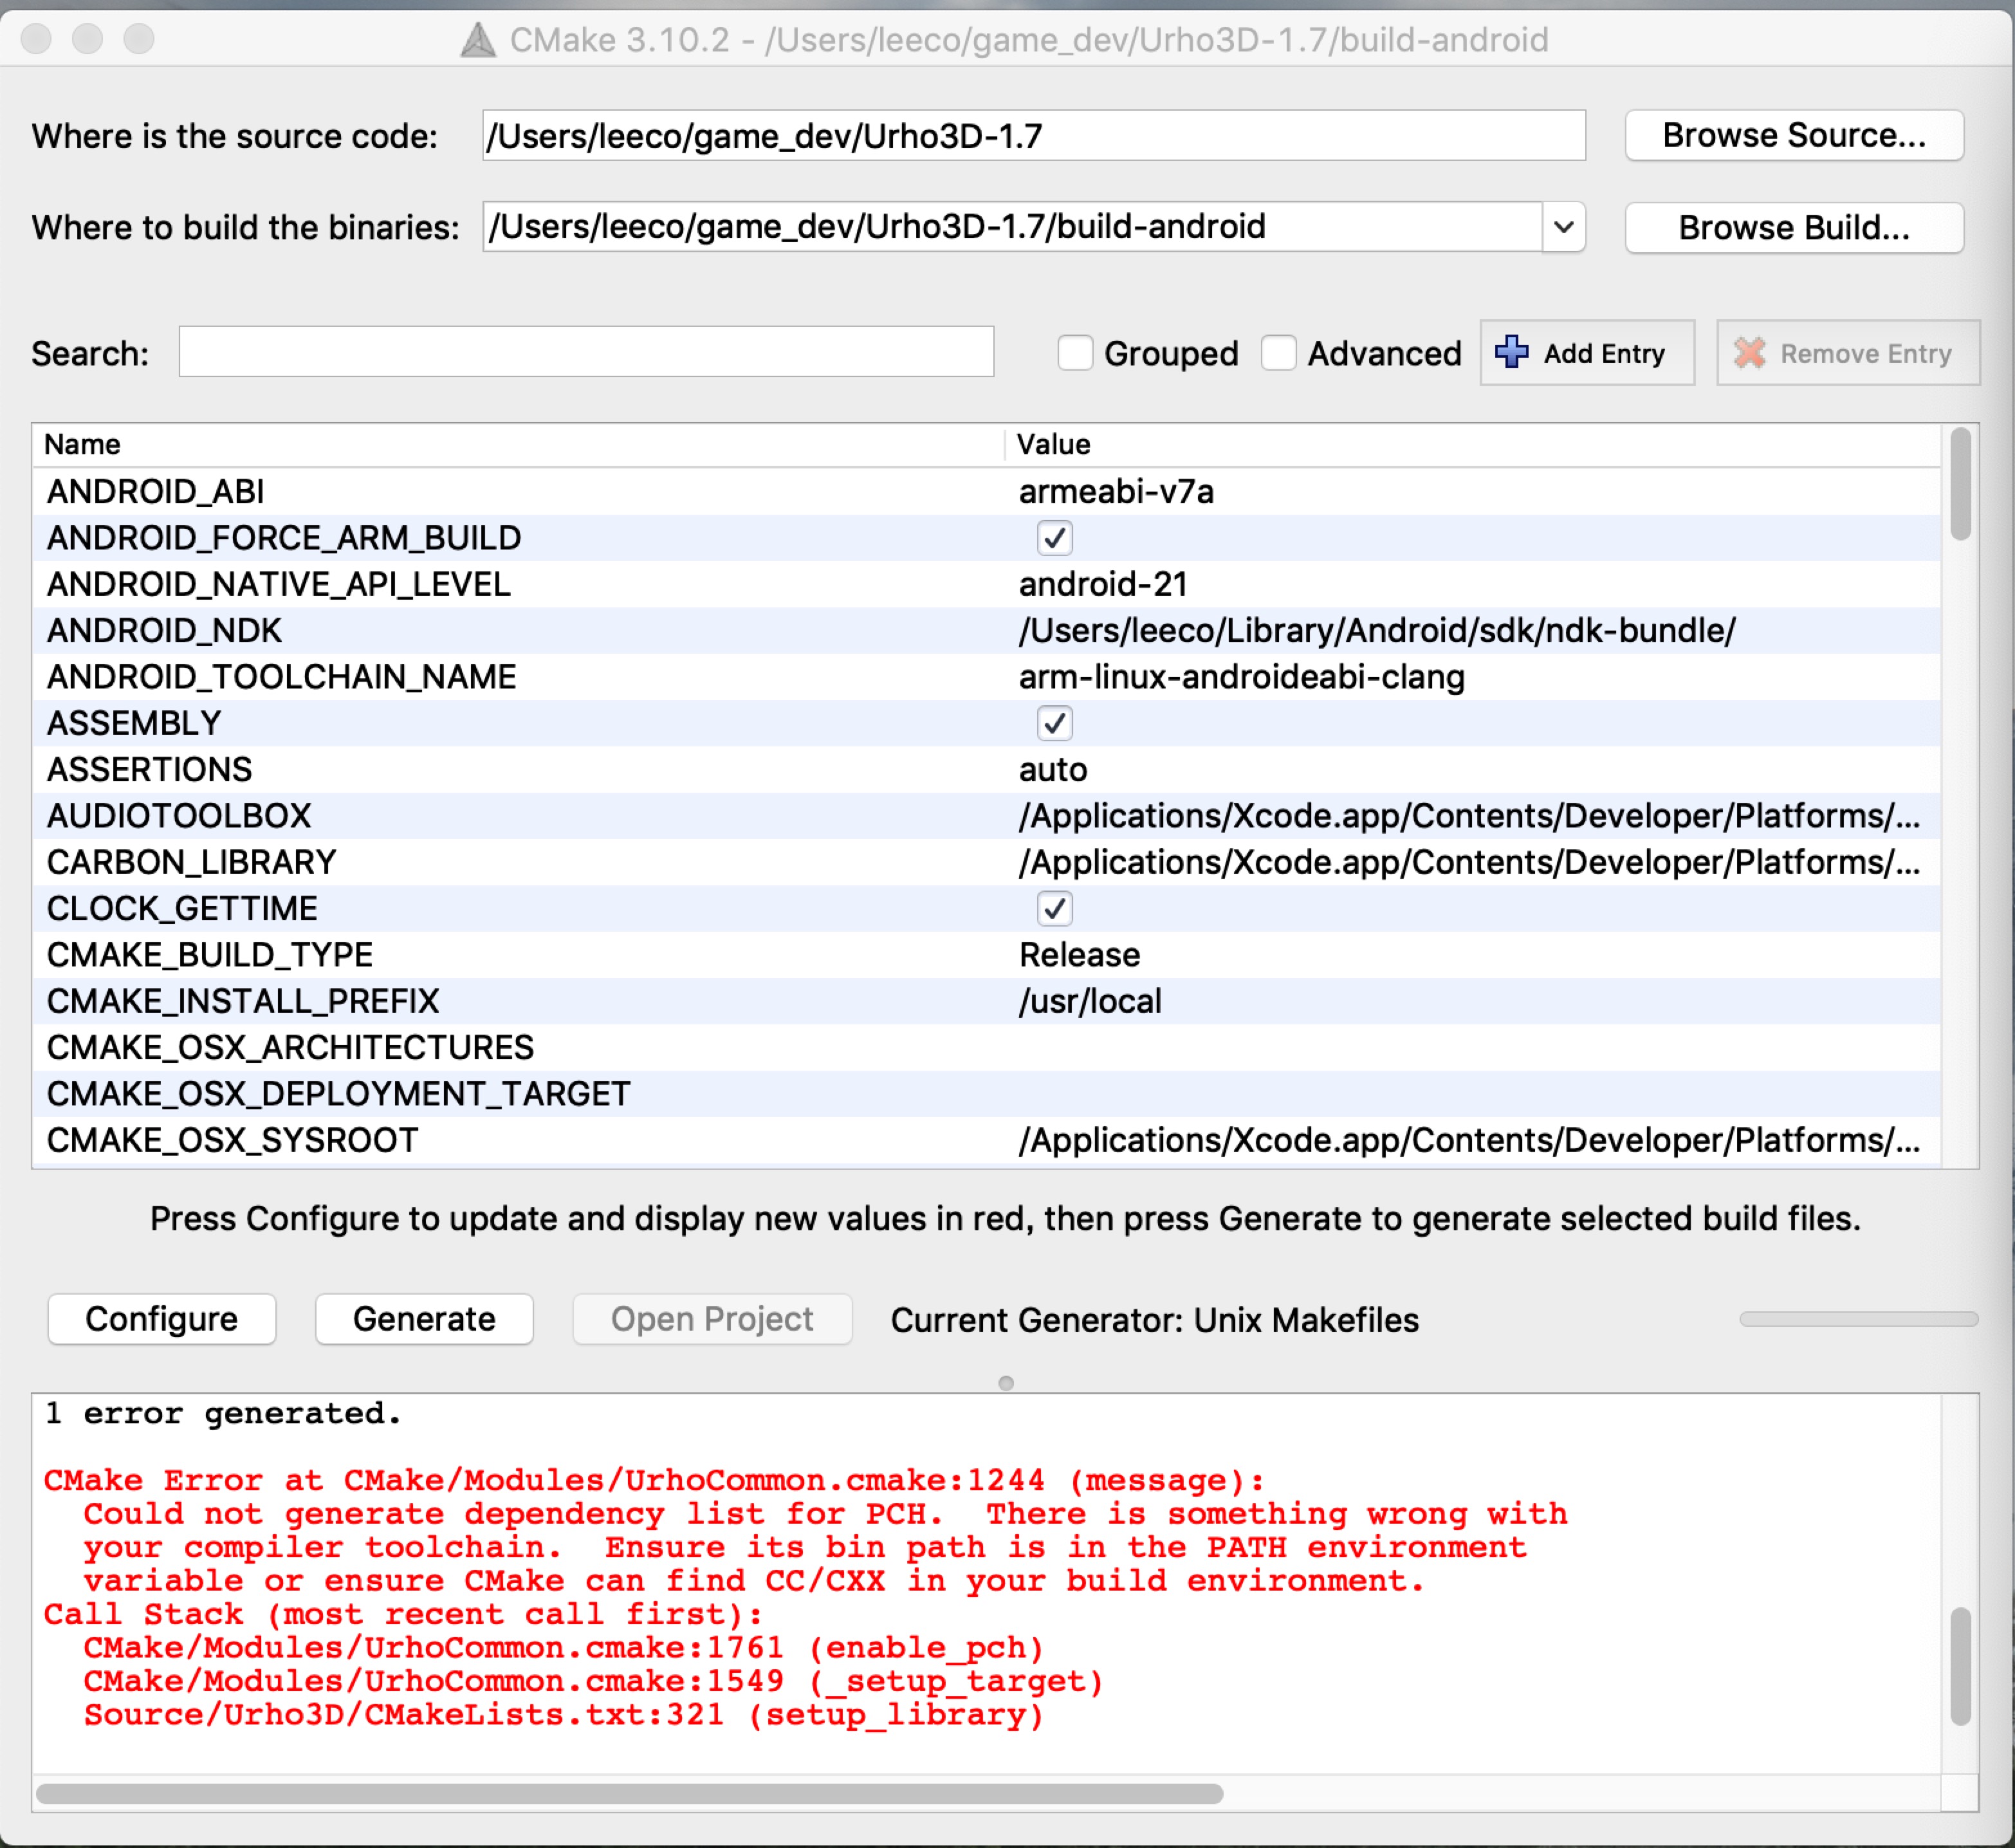 CMake 3.10.2 - /Users/leeco/game_dev/Urho3D-1.7/build-android
Where is the source code: /Users/leeco/game_dev/Urho3D-1.7 Browse Source...
Where to build the binaries: /Users/leeco/game_dev/Urho3D-1.7/build-android Browse Build...
Search: Grouped Advanced Add Entry Remove Entry
Name Value
ANDROID_ABI armeabi-v7a
ANDROID_FORCE_ARM_BUILD
ANDROID_NATIVE_API_LEVEL android-21
ANDROID_NDK /Users/leeco/Library/Android/sdk/ndk-bundle/
ANDROID_TOOLCHAIN_NAME arm-linux-androideabi-clang
ASSEMBLY
ASSERTIONS auto
AUDIOTOOLBOX /Applications/Xcode.app/Contents/Developer/Platforms/...
CARBON_LIBRARY /Applications/Xcode.app/Contents/Developer/Platforms/...
CLOCK_GETTIME
CMAKE_BUILD_TYPE Release
CMAKE_INSTALL_PREFIX /usr/local
CMAKE_OSX_ARCHITECTURES
CMAKE_OSX_DEPLOYMENT_TARGET
CMAKE_OSX_SYSROOT /Applications/Xcode.app/Contents/Developer/Platforms/...
Press Configure to update and display new values in red, then press Generate to generate selected build files.
Configure Generate Open Project Current Generator: Unix Makefiles
1 error generated.
CMake Error at CMake/Modules/UrhoCommon.cmake:1244 (message):
Could not generate dependency list for PCH.  There is something wrong with
your compiler toolchain.  Ensure its bin path is in the PATH environment
variable or ensure CMake can find CC/CXX in your build environment.
Call Stack (most recent call first):
CMake/Modules/UrhoCommon.cmake:1761 (enable_pch)
CMake/Modules/UrhoCommon.cmake:1549 (_setup_target)
Source/Urho3D/CMakeLists.txt:321 (setup_library)